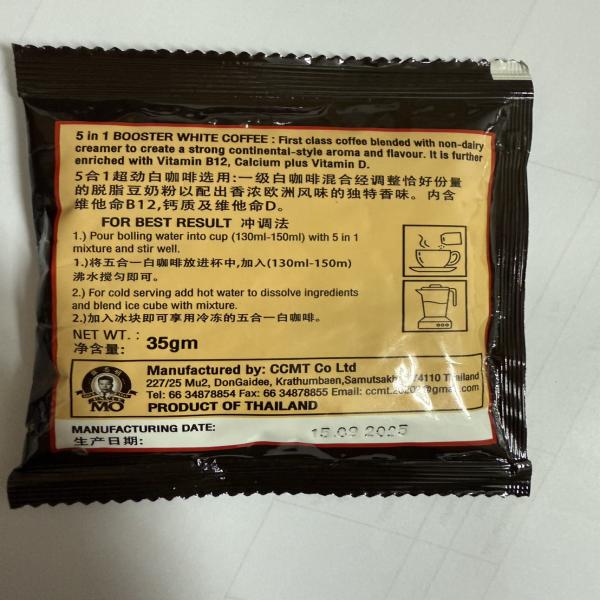 5 in 1 BOOSTER WHITE COFFEE : First class coffee blended with non-dairy
creamer to create a strong continental-style aroma and flavour. It is further
enriched with Vitamin B12, Calcium plus Vitamin D.
5合1超劲白咖啡选用:一级白咖啡混合经调整恰好份量
的脱脂豆奶粉以配出香浓欧洲风味的独特香味。内含
维他命B12,钙质及维他命D。
FOR BEST RESULT 冲调法
1.) Pour bolling water into cup (130ml-150ml) with 5 in 1
mixture and stir well.
1.)将五合一白咖啡放进杯中,加入(130ml-150m)
沸水搅匀即可。
2.) For cold serving add hot water to dissolve ingredients
and blend ice cube with mixture.
2.)加入冰块即可享用冷冻的五合一白咖啡。
NET WT. :
净含量: 35gm
Manufactured by: CCMT Co Ltd
227/25 Mu2, DonGaidee, Krathumbaen, 74110 Thailand
Tel: 66 34878854 Fax: 66 34878855 Email:
MO
PRODUCT OF THAILAND
MANUFACTURING DATE: 15.09 2025
生产日期: